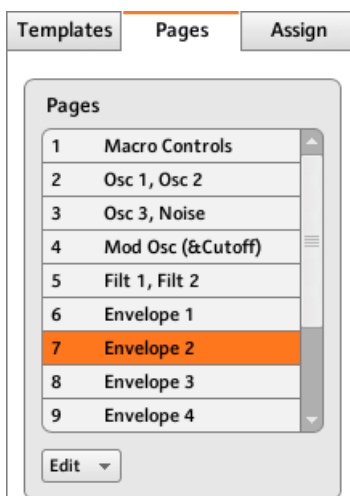 Templates Pages Assign
Pages
1 Macro Controls
2 Osc 1, Osc 2
3 Osc 3, Noise
4 Mod Osc (&Cutoff)
5 Filt 1, Filt 2
6 Envelope 1
7 Envelope 2
8 Envelope 3
9 Envelope 4
Edit